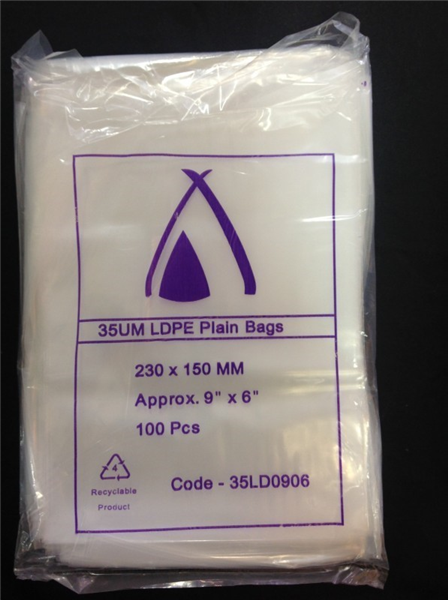 35UM LDPE Plain Bags
230 x 150 MM
Approx. 9" x 6"
100 Pcs
4
Recyclable
Product
Code - 35LD0906